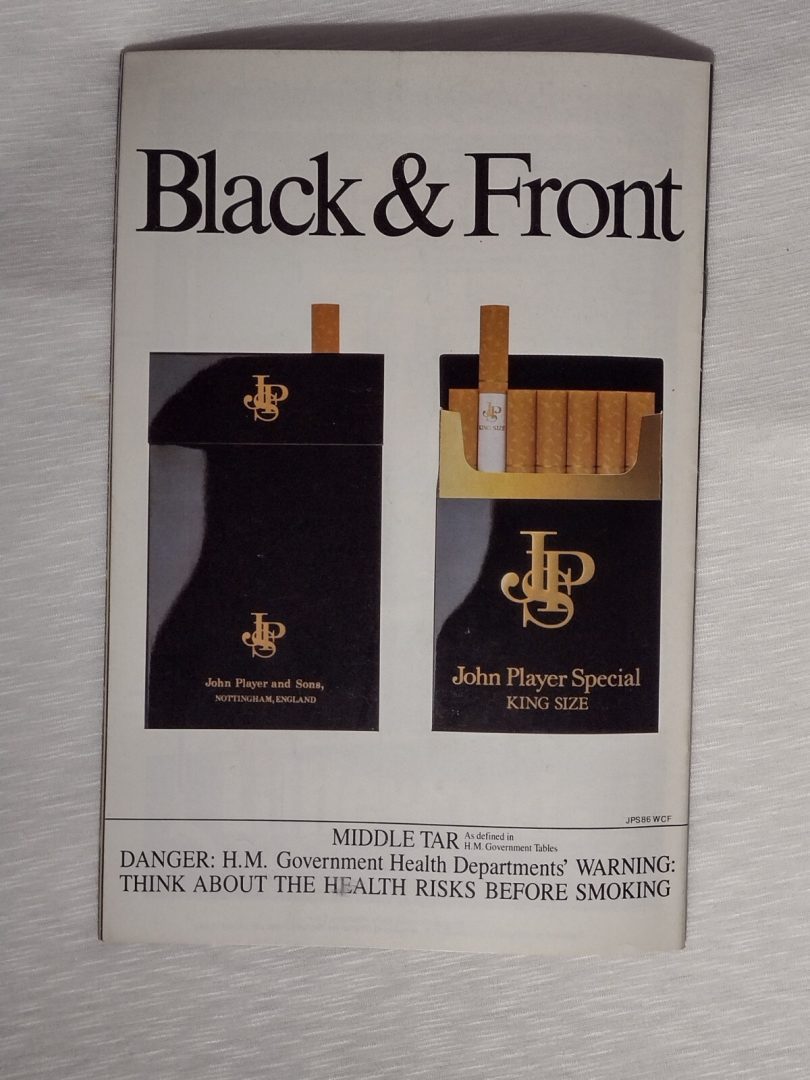 Black & Front
JPS
JPS
KING SIZE
JPS
John Player and Sons,
NOTTINGHAM, ENGLAND
JPS
John Player Special
KING SIZE
JPS86 WCF
MIDDLE TAR As defined in
H.M. Government Tables
DANGER: H.M. Government Health Departments' WARNING:
THINK ABOUT THE HEALTH RISKS BEFORE SMOKING